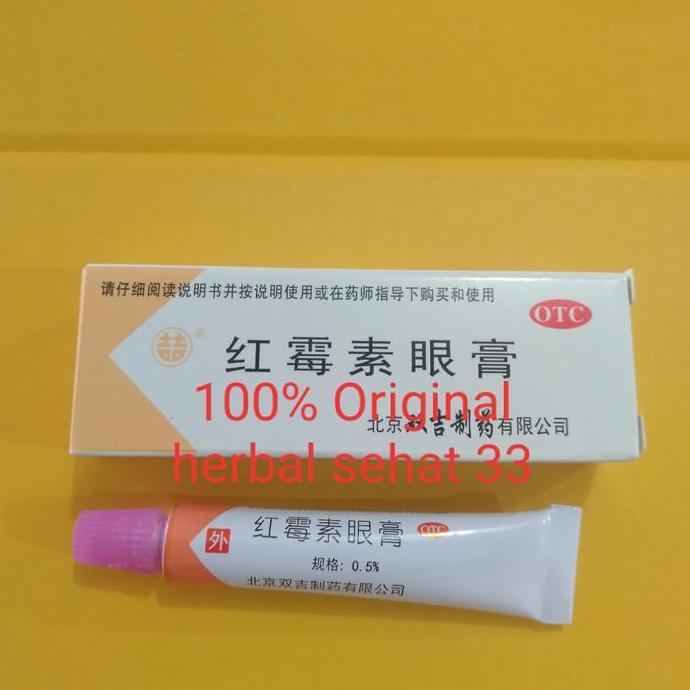 请仔细阅读说明书并按说明使用或在药师指导下购买和使用
OTC
喆
®
红霉素眼膏
100% Original
北京双吉制药有限公司
herbal sehat 33
外
红霉素眼膏
OTC
规格: 0.5%
北京双吉制药有限公司